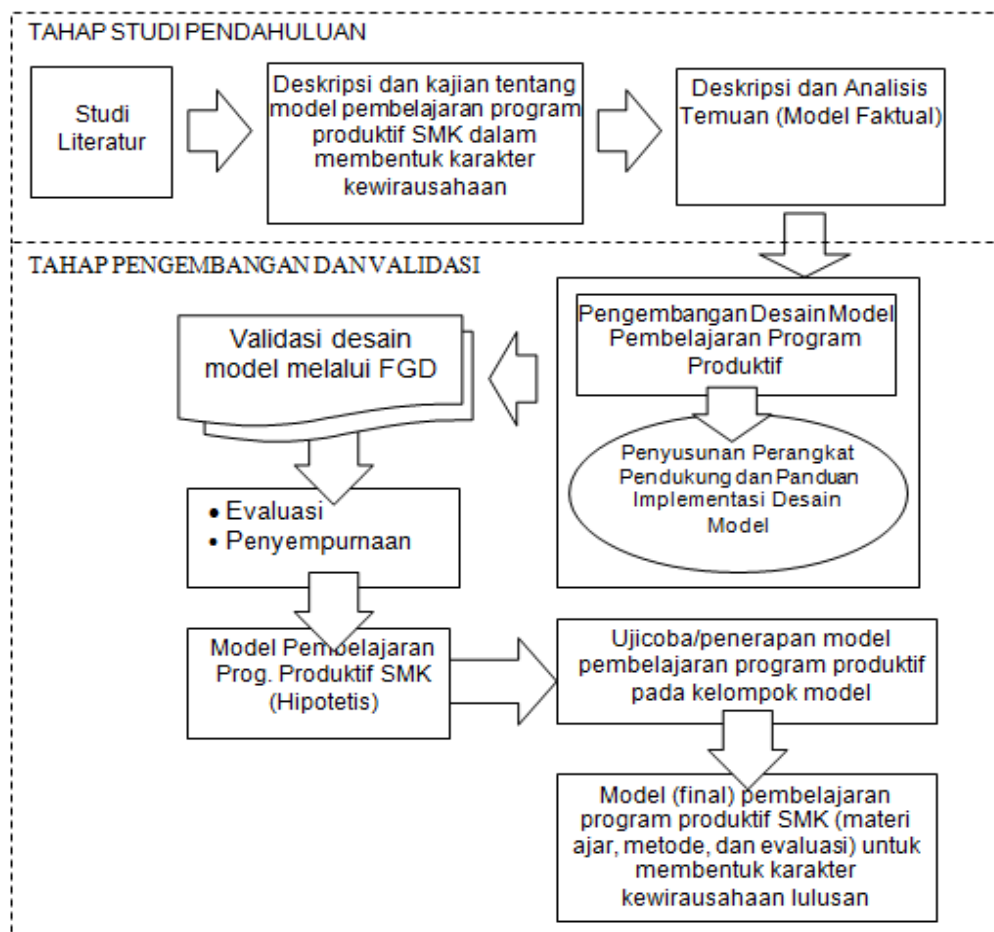 TAHAP STUDI PENDAHULUAN
Studi
Literatur
Deskripsi dan kajian tentang
model pembelajaran program
produktif SMK dalam
membentuk karakter
kewirausahaan
Deskripsi dan Analisis
Temuan (Model Faktual)
TAHAP PENGEMBANGAN DAN VALIDASI
Pengembangan Desain Model
Pembelajaran Program
Produktif
Penyusunan Perangkat
Pendukung dan Panduan
Implementasi Desain
Model
Validasi desain
model melalui FGD
• Evaluasi
• Penyempurnaan
Model Pembelajaran
Prog. Produktif SMK
(Hipotetis)
Ujicoba/penerapan model
pembelajaran program produktif
pada kelompok model
Model (final) pembelajaran
program produktif SMK (materi
ajar, metode, dan evaluasi) untuk
membentuk karakter
kewirausahaan lulusan